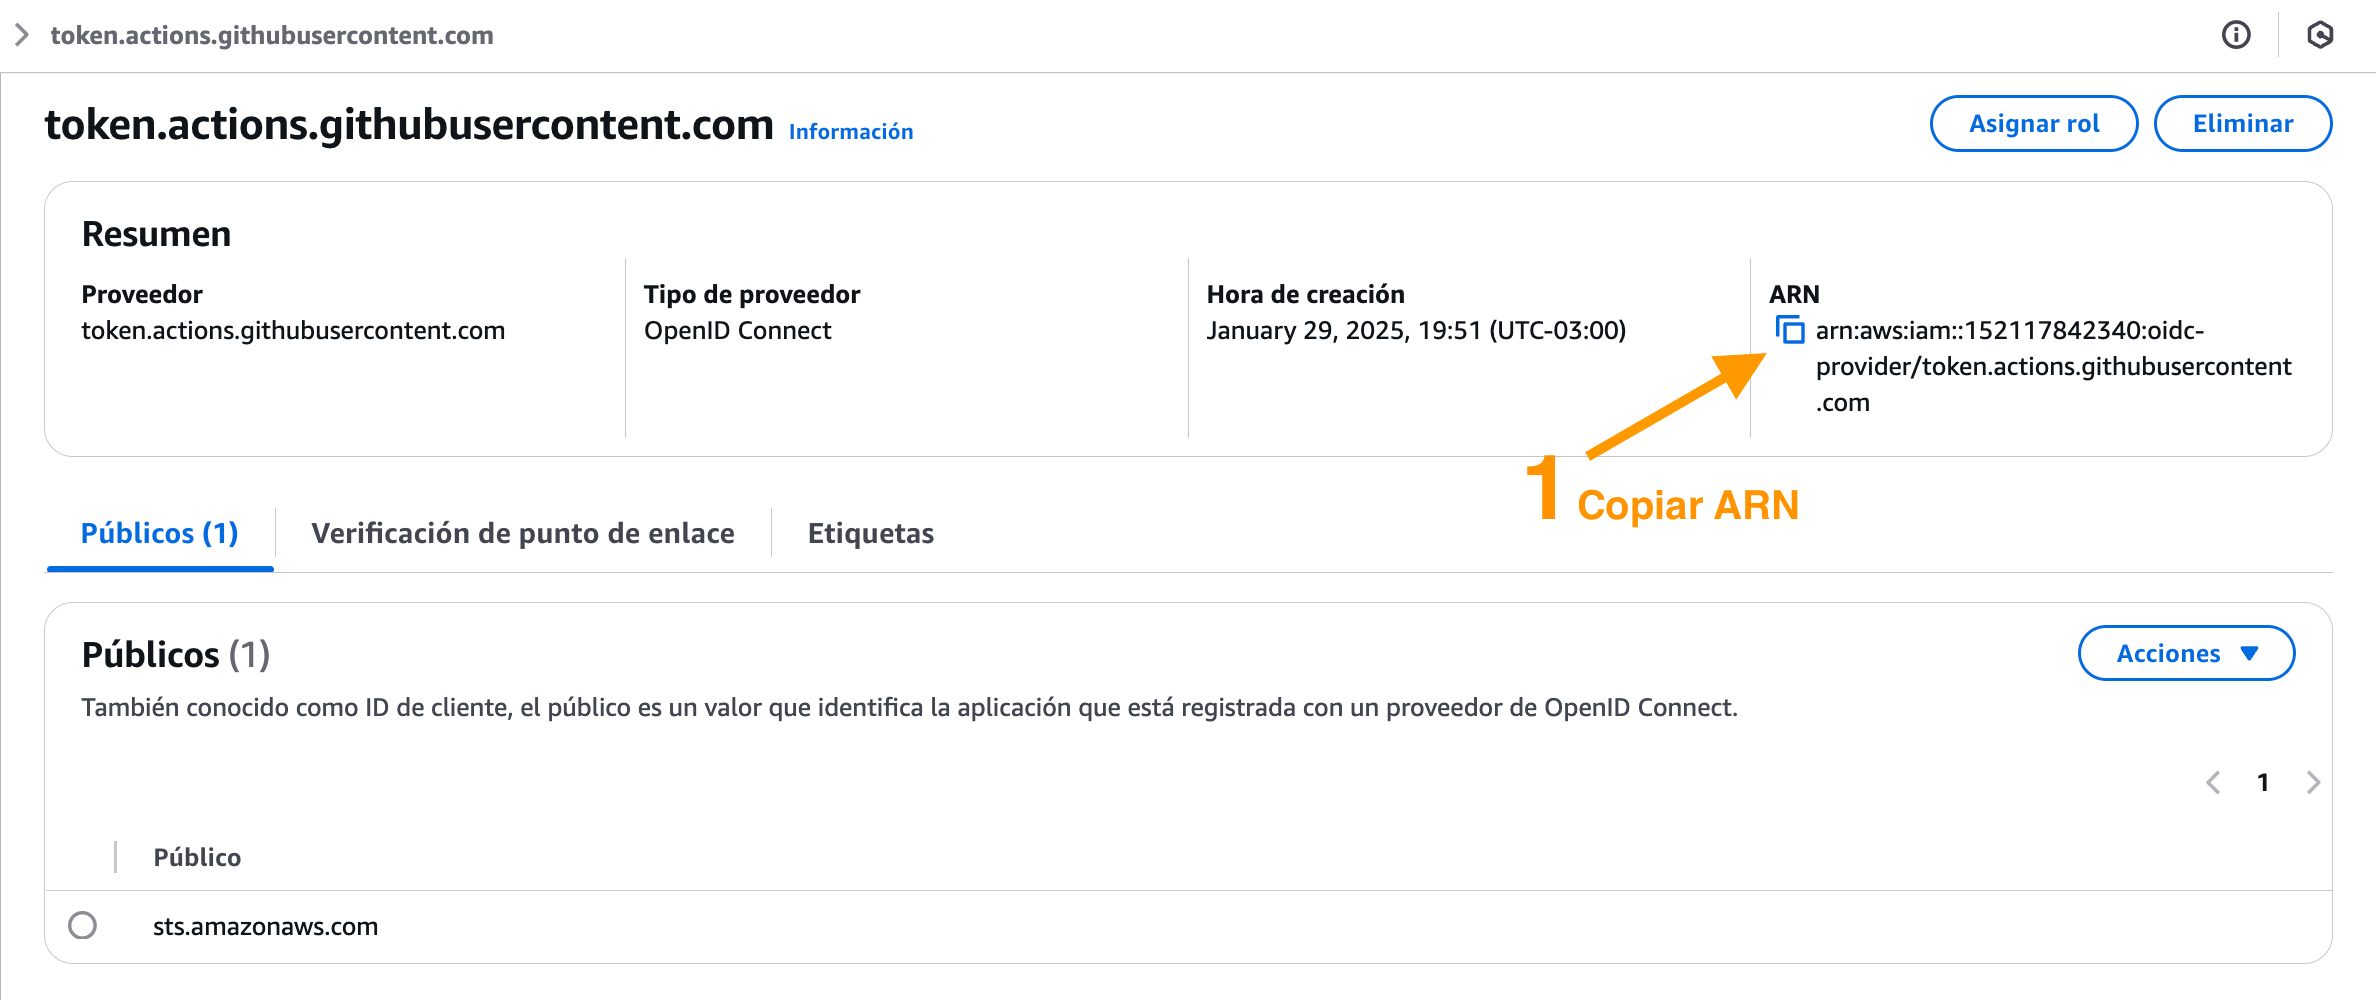 token.actions.githubusercontent.com
token.actions.githubusercontent.com Información
Asignar rol
Eliminar
Resumen
Proveedor
token.actions.githubusercontent.com
Tipo de proveedor
OpenID Connect
Hora de creación
January 29, 2025, 19:51 (UTC-03:00)
ARN
arn:aws:iam::152117842340:oidc-
provider/token.actions.githubusercontent
.com
1 Copiar ARN
Públicos (1)
Verificación de punto de enlace
Etiquetas
Públicos (1)
Acciones
También conocido como ID de cliente, el público es un valor que identifica la aplicación que está registrada con un proveedor de OpenID Connect.
1
Público
sts.amazonaws.com